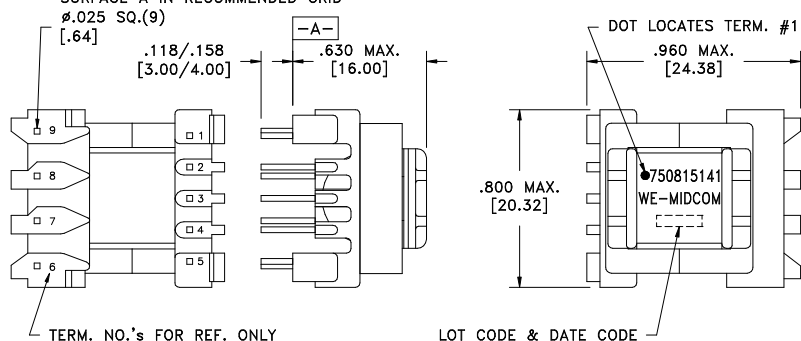 ø.025 SQ.(9)
[.64]
.118/.158
[3.00/4.00]
-A-
.630 MAX.
[16.00]
DOT LOCATES TERM. #1
.960 MAX.
[24.38]
9
8
7
6
1
2
3
4
5
.800 MAX.
[20.32]
750815141
WE-MIDCOM
TERM. NO.'s FOR REF. ONLY
LOT CODE & DATE CODE